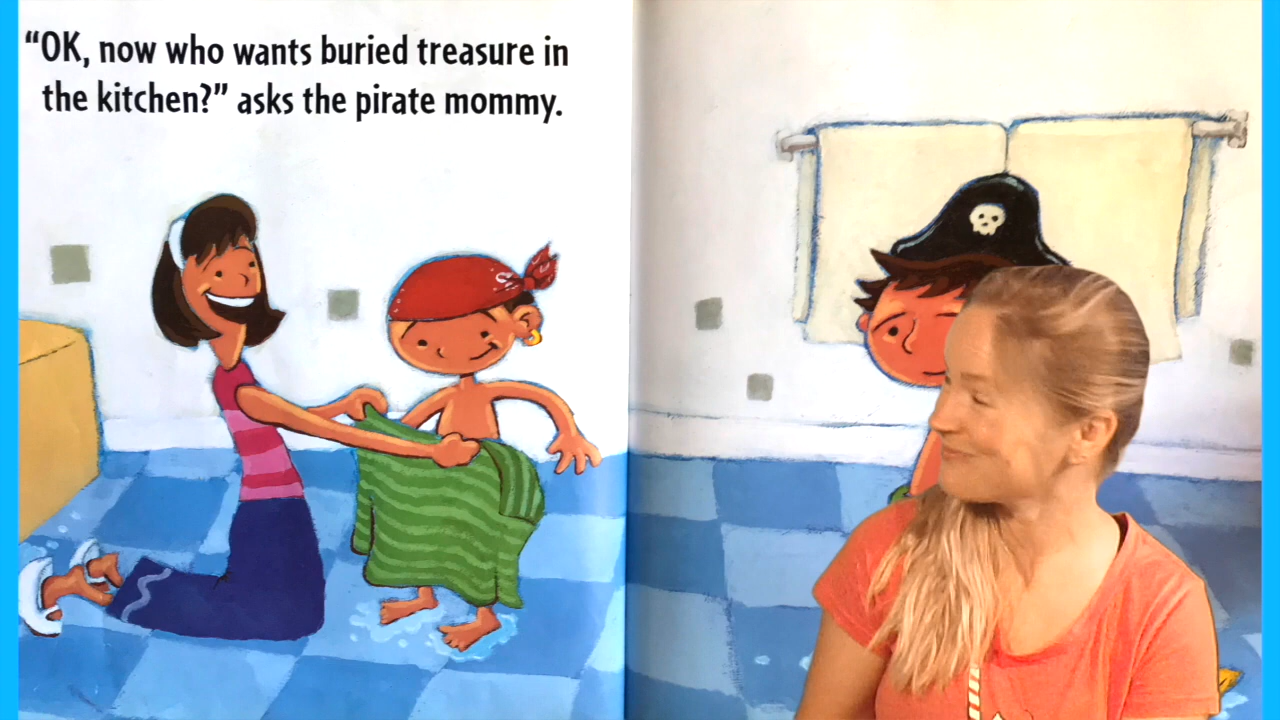 “OK, now who wants buried treasure in
the kitchen?” asks the pirate mommy.